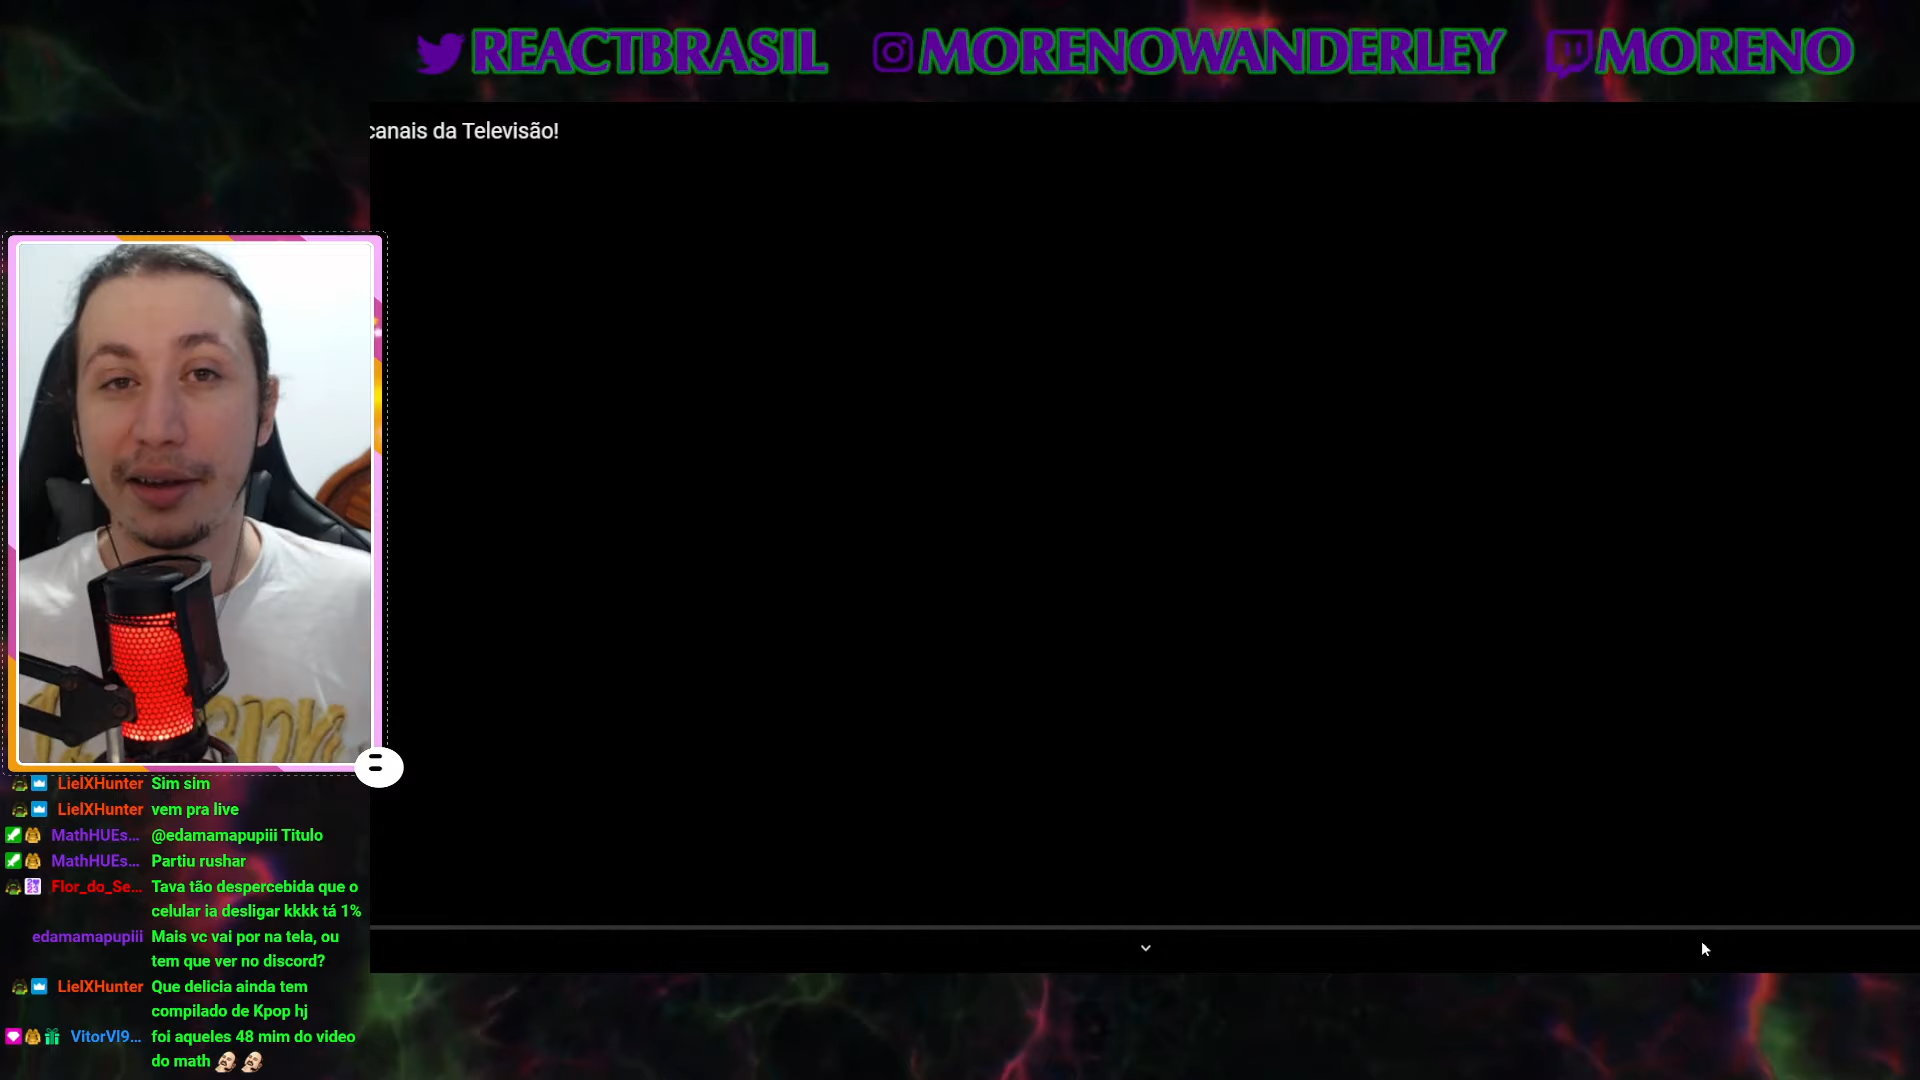 REACTBRASIL MORENOWANDERLEY MORENO
canais da Televisão!
LielXHunter Sim sim
LielXHunter vem pra live
MathHUEs... @edamamapupiii Titulo
MathHUEs... Partiu rushar
Flor_do_Se... Tava tão despercebida que o
celular ia desligar kkkk tá 1%
edamamapupiii Mais vc vai por na tela, ou
tem que ver no discord?
LielXHunter Que delicia ainda tem
compilado de Kpop hj
VitorVl9... foi aqueles 48 mim do video
do math